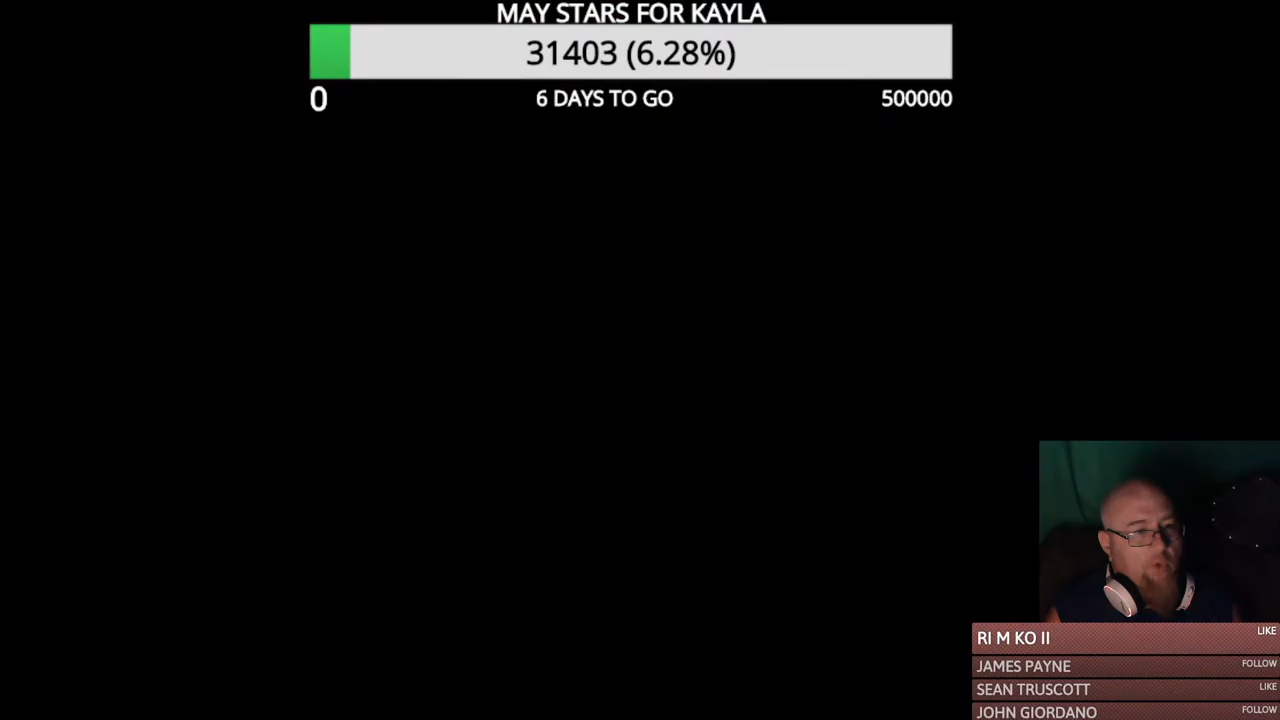 MAY STARS FOR KAYLA
31403 (6.28%)
0 6 DAYS TO GO 500000
RI M KO II LIKE
JAMES PAYNE FOLLOW
SEAN TRUSCOTT LIKE
JOHN GIORDANO FOLLOW